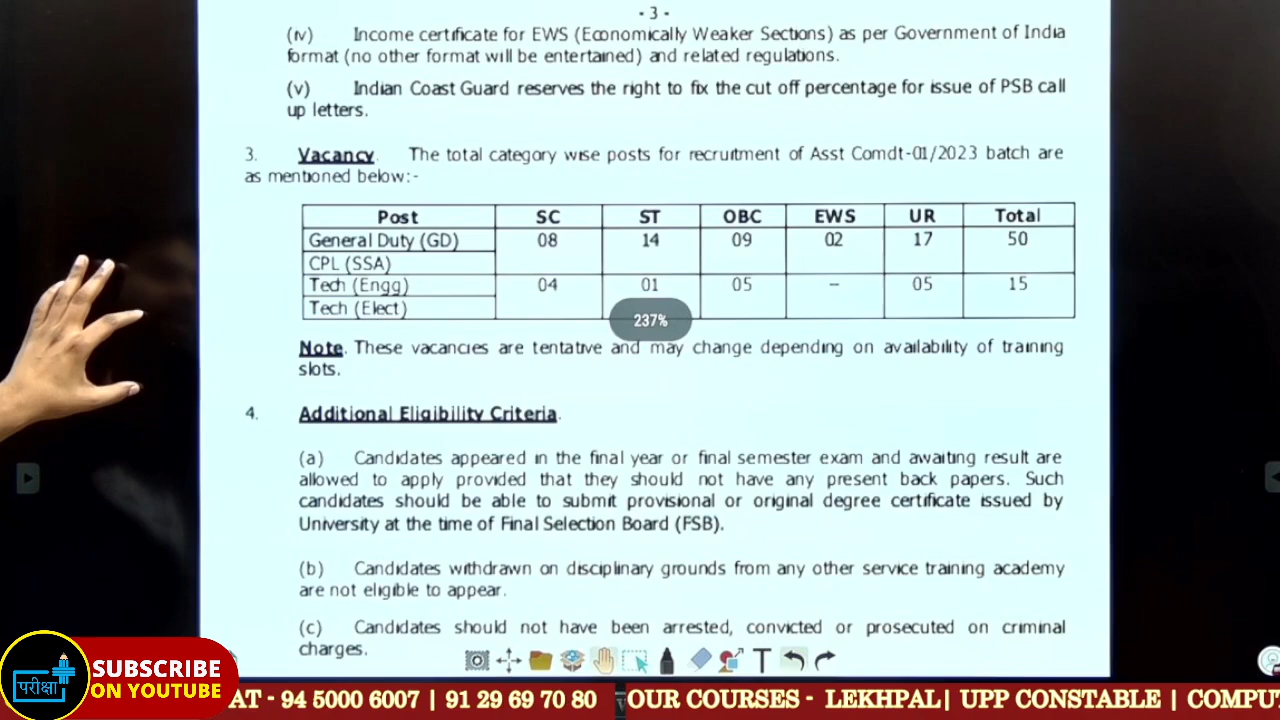 - 3 -
(iv) Income certificate for EWS (Economically Weaker Sections) as per Government of India
format (no other format will be entertained) and related regulations.
(v) Indian Coast Guard reserves the right to fix the cut off percentage for issue of PSB call
up letters.
3. Vacancy. The total category wise posts for recruitment of Asst Comdt-01/2023 batch are
as mentioned below:-
Post SC ST OBC EWS UR Total
General Duty (GD) 08 14 09 02 17 50
CPL (SSA)
Tech (Engg) 04 01 05 – 05 15
Tech (Elect)
237%
Note. These vacancies are tentative and may change depending on availability of training
slots.
4. Additional Eligibility Criteria.
(a) Candidates appeared in the final year or final semester exam and awaiting result are
allowed to apply provided that they should not have any present back papers. Such
candidates should be able to submit provisional or original degree certificate issued by
University at the time of Final Selection Board (FSB).
(b) Candidates withdrawn on disciplinary grounds from any other service training academy
are not eligible to appear.
(c) Candidates should not have been arrested, convicted or prosecuted on criminal
charges.
परीक्षा
SUBSCRIBE
ON YOUTUBE
AT - 94 5000 6007 | 91 29 69 70 80 OUR COURSES - LEKHPAL| UPP CONSTABLE | COMPU